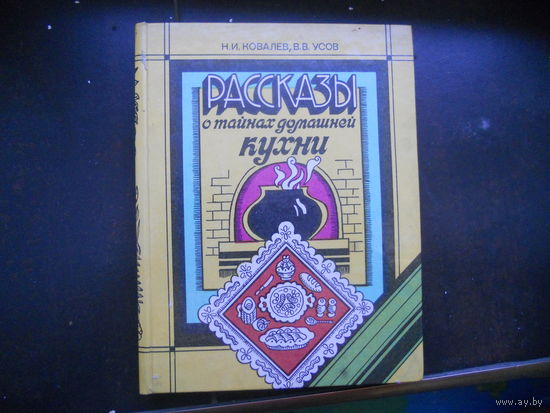 Н.И. КОВАЛЕВ, В.В. УСОВ
РАССКАЗЫ
о тайнах домашней
кухни
www.ay.by